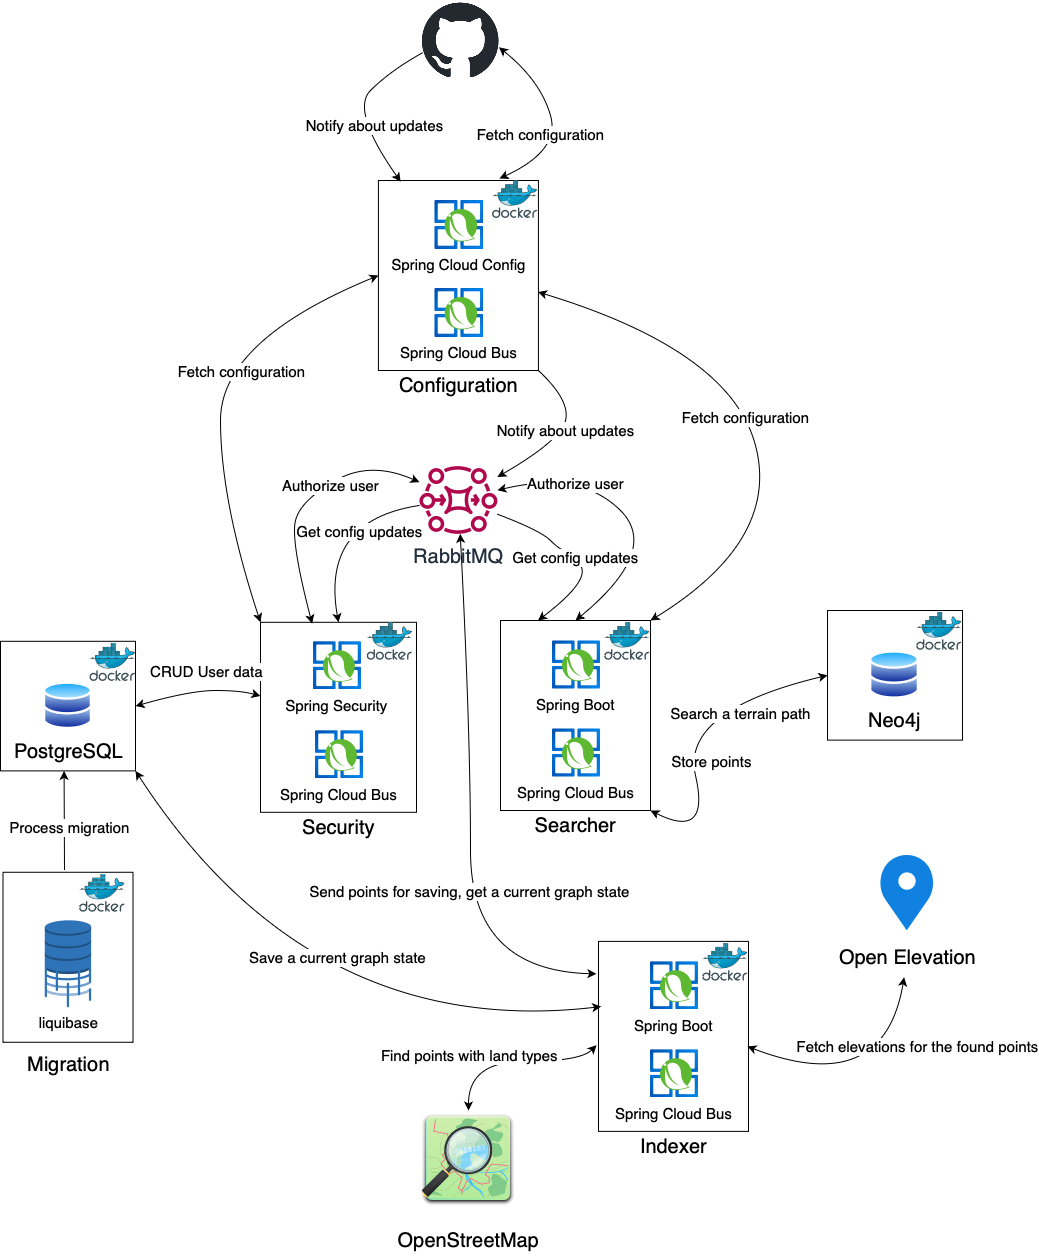 Notify about updates
Fetch configuration
docker
Spring Cloud Config
Spring Cloud Bus
Configuration
Fetch configuration
Fetch configuration
Notify about updates
Authorize user
Authorize user
Get config updates
RabbitMQ
Get config updates
docker
Spring Security
Spring Cloud Bus
Security
docker
Spring Boot
Spring Cloud Bus
Searcher
docker
Neo4j
docker
PostgreSQL
CRUD User data
Search a terrain path
Store points
Process migration
docker
liquibase
Migration
Send points for saving, get a current graph state
Save a current graph state
docker
Spring Boot
Spring Cloud Bus
Indexer
Open Elevation
Fetch elevations for the found points
Find points with land types
OpenStreetMap